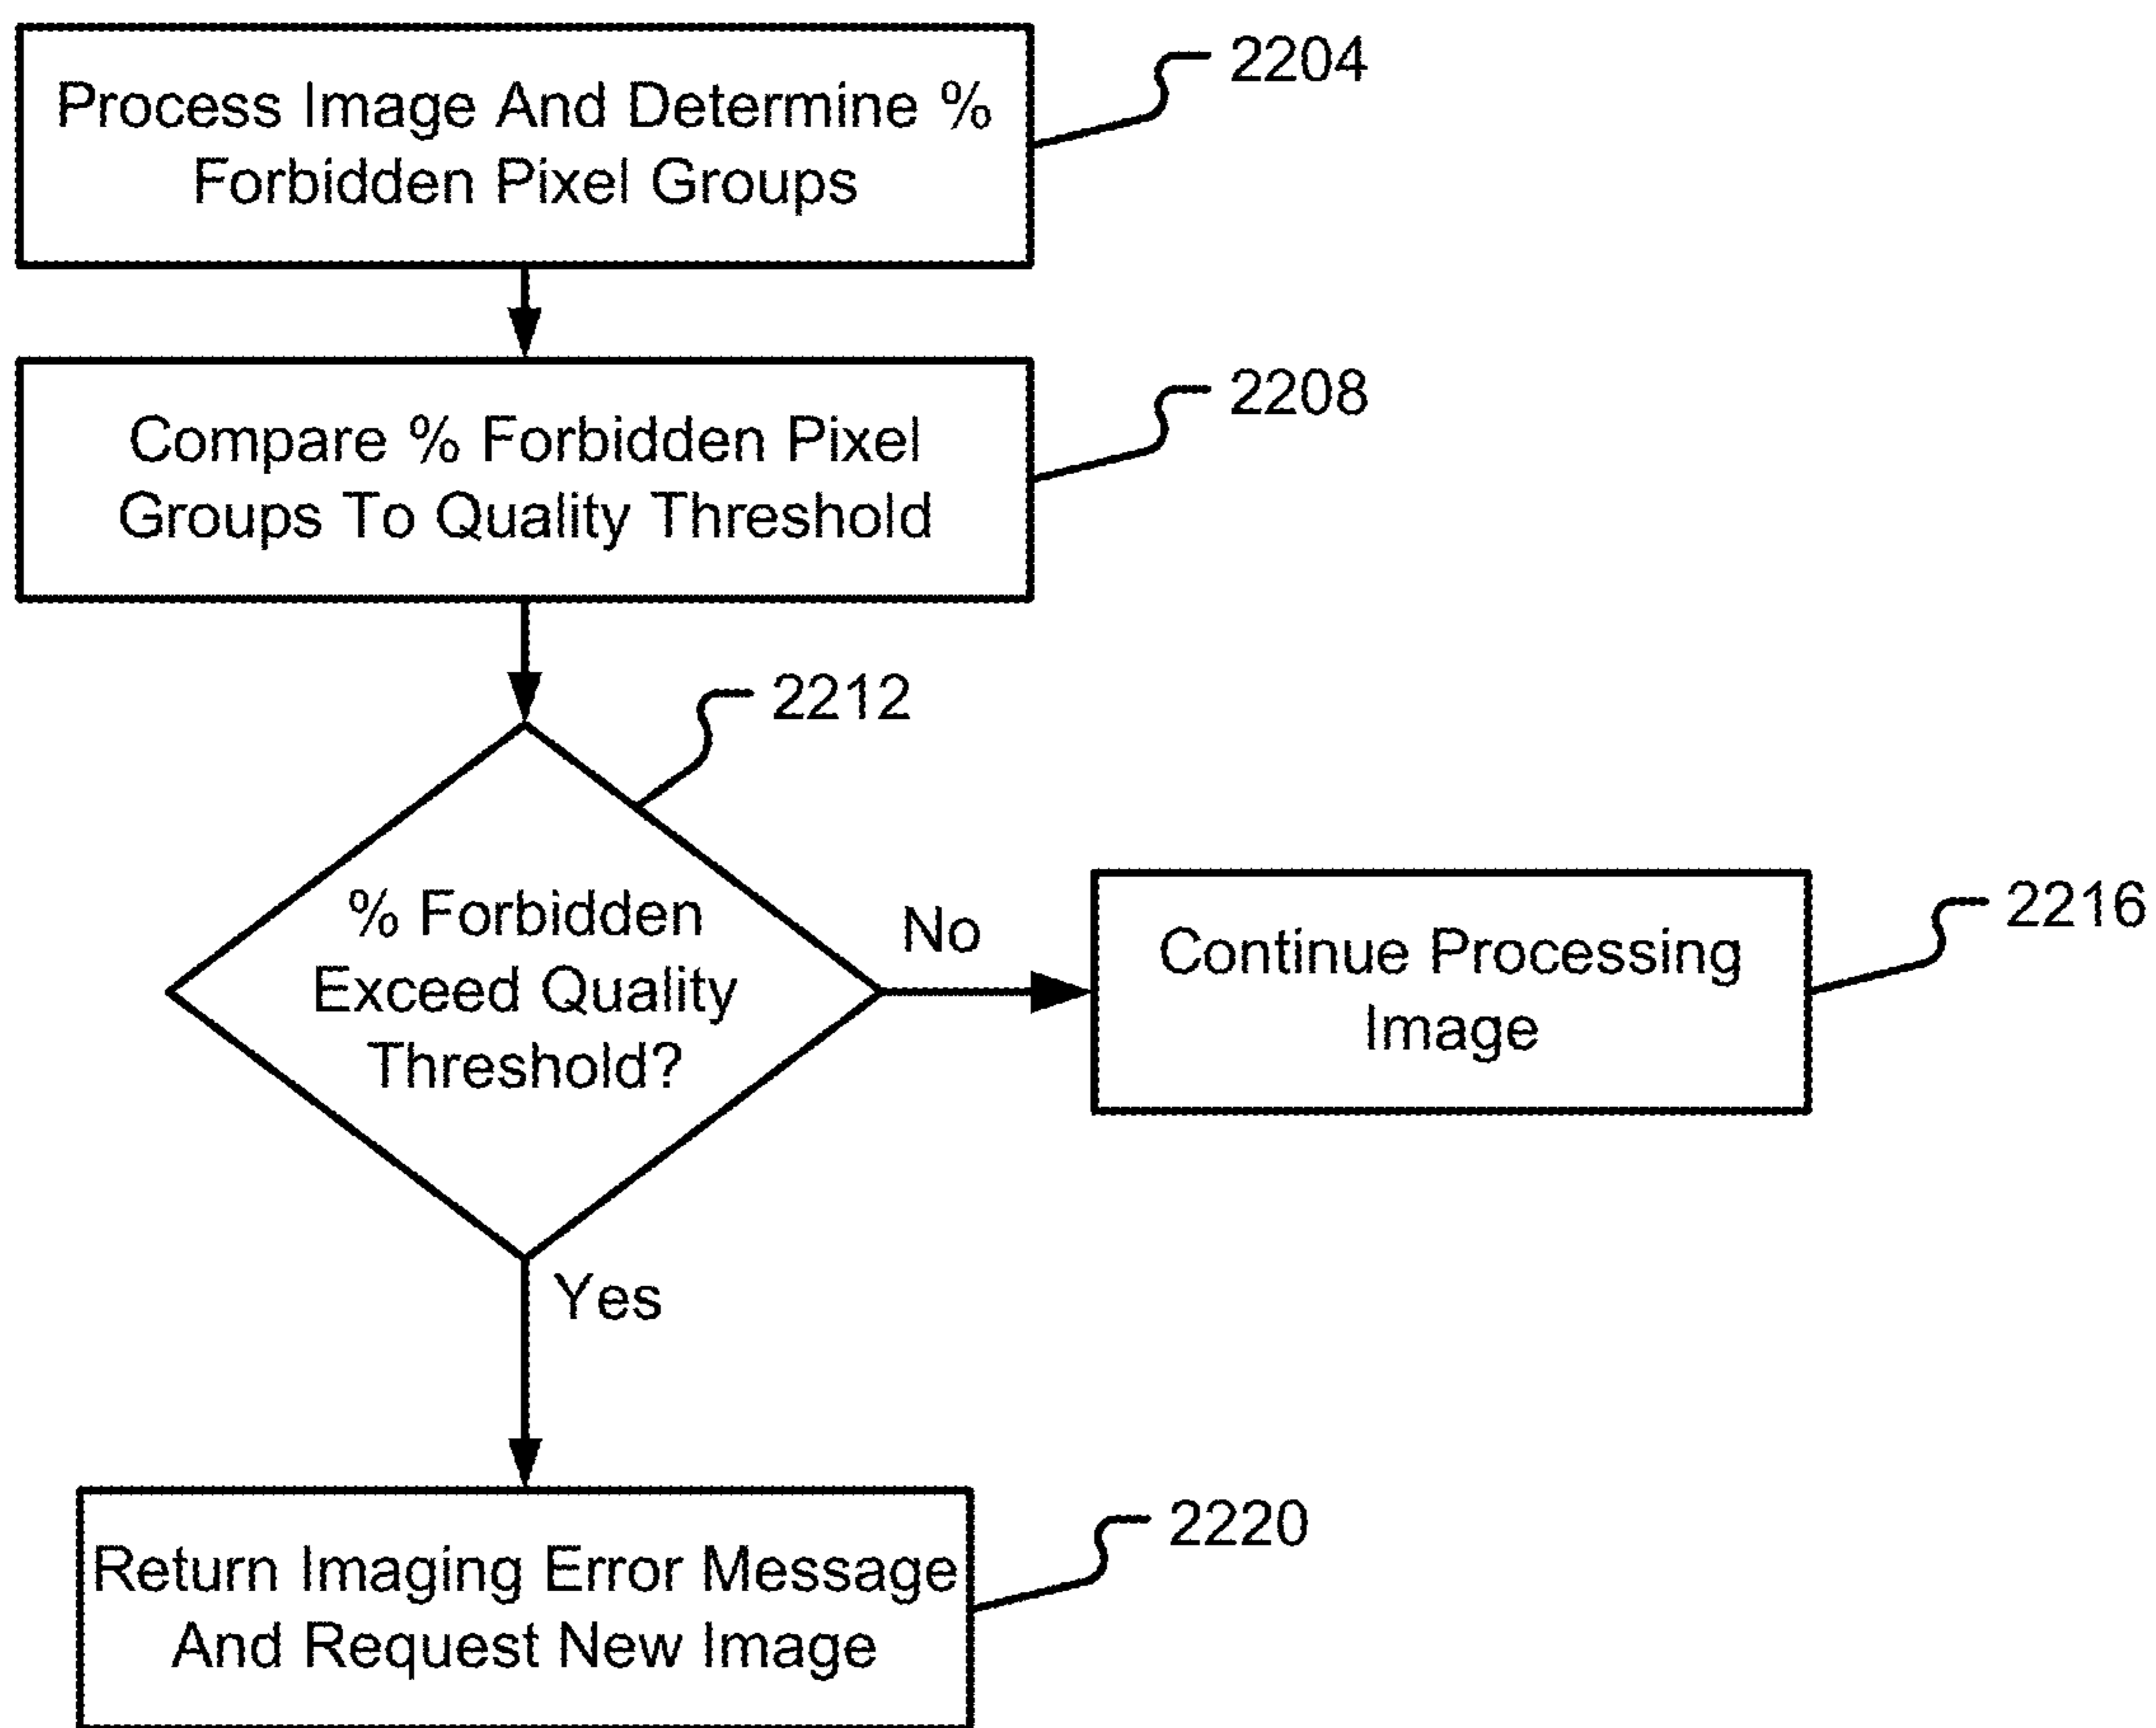 Process Image And Determine %
Forbidden Pixel Groups
2204
Compare % Forbidden Pixel
Groups To Quality Threshold
2208
2212
% Forbidden
Exceed Quality
Threshold?
No
Continue Processing
Image
2216
Yes
Return Imaging Error Message
And Request New Image
2220